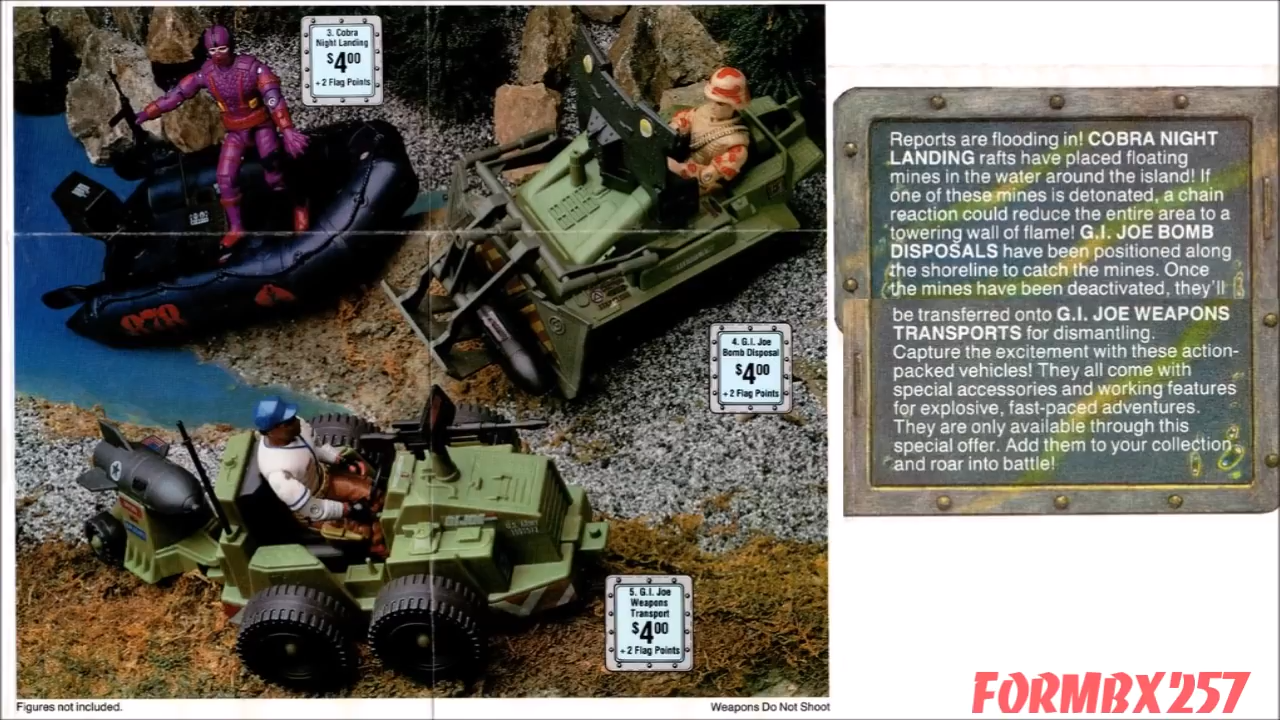 3. Cobra
Night Landing
$4.00
+ 2 Flag Points
4. G.I. Joe
Bomb Disposal
$4.00
+ 2 Flag Points
878
G.I. JOE
5. G.I. Joe
Weapons
Transport
$4.00
+ 2 Flag Points
Figures not included.
Weapons Do Not Shoot
Reports are flooding in! COBRA NIGHT
LANDING rafts have placed floating
mines in the water around the island! If
one of these mines is detonated, a chain
reaction could reduce the entire area to a
towering wall of flame! G.I. JOE BOMB
DISPOSALS have been positioned along
the shoreline to catch the mines. Once
the mines have been deactivated, they'll
be transferred onto G.I. JOE WEAPONS
TRANSPORTS for dismantling.
Capture the excitement with these action-
packed vehicles! They all come with
special accessories and working features
for explosive, fast-paced adventures.
They are only available through this
special offer. Add them to your collection
and roar into battle!
FORMBX257